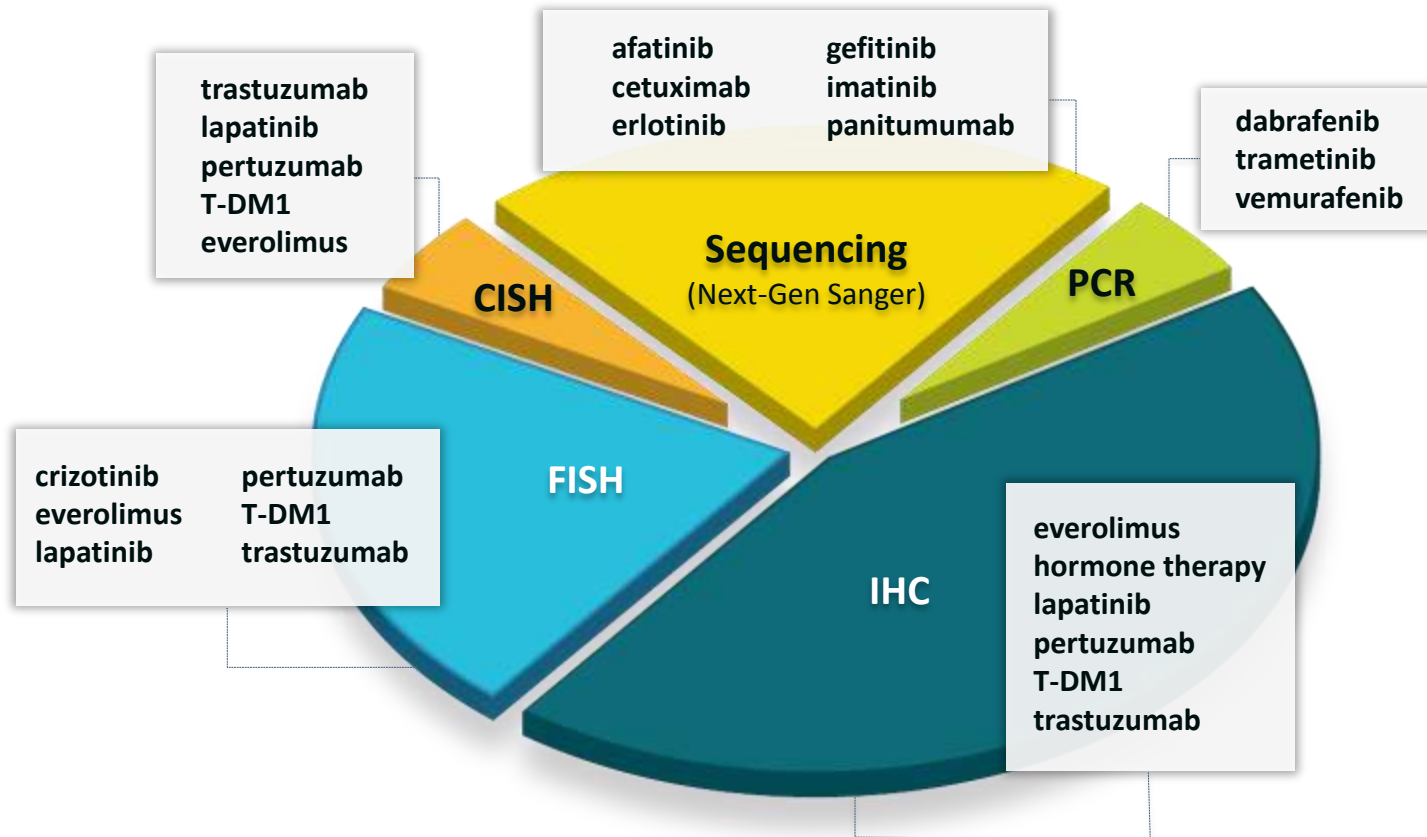 afatinib gefitinib
cetuximab imatinib
erlotinib panitumumab
trastuzumab
lapatinib
pertuzumab
T-DM1
everolimus
dabrafenib
trametinib
vemurafenib
Sequencing
(Next-Gen Sanger)
CISH
PCR
FISH
crizotinib pertuzumab
everolimus T-DM1
lapatinib trastuzumab
IHC
everolimus
hormone therapy
lapatinib
pertuzumab
T-DM1
trastuzumab